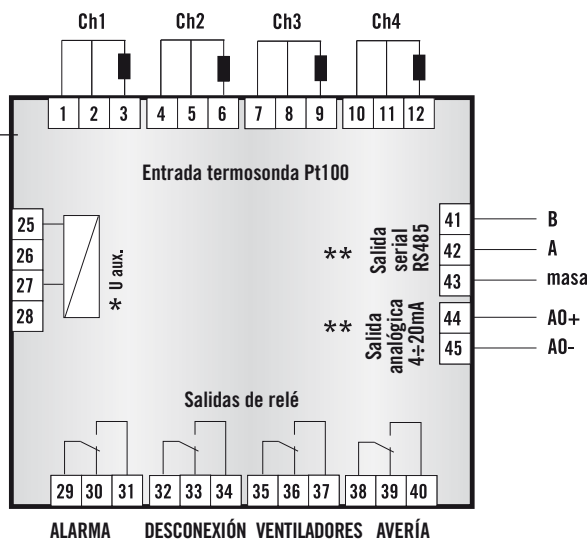 Ch1 Ch2 Ch3 Ch4
1 2 3 4 5 6 7 8 9 10 11 12
Entrada termosonda Pt100
25
26
27
28
* U aux.
** Salida
serial
RS485
41 B
42 A
43 masa
** Salida
analógica
4÷20mA
44 AO+
45 AO-
Salidas de relé
29 30 31 32 33 34 35 36 37 38 39 40
ALARMA DESCONEXIÓN VENTILADORES AVERÍA